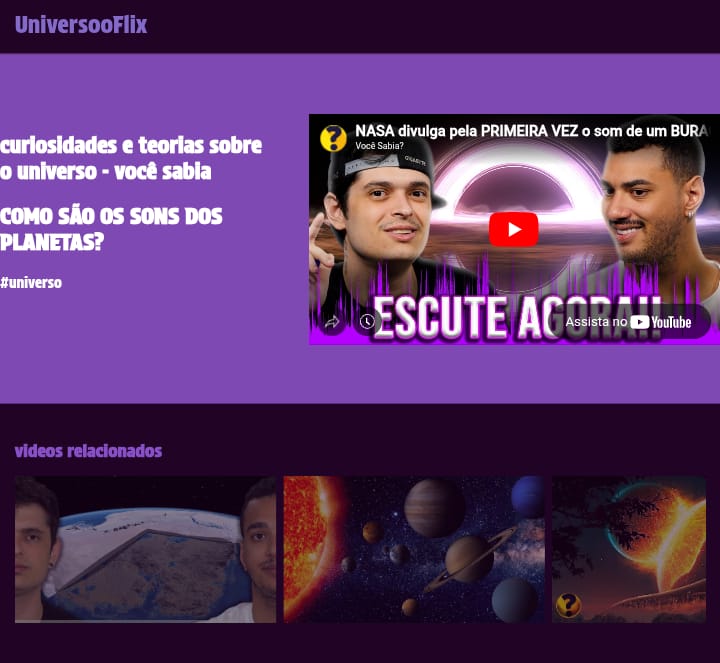 UniversooFlix
curiosidades e teorias sobre
o universo - você sabia
COMO SÃO OS SONS DOS
PLANETAS?
#universo
NASA divulga pela PRIMEIRA VEZ o som de um BURA
Você Sabia?
GIGABYTE
ESCUTE AGORA!!
Assista no YouTube
videos relacionados